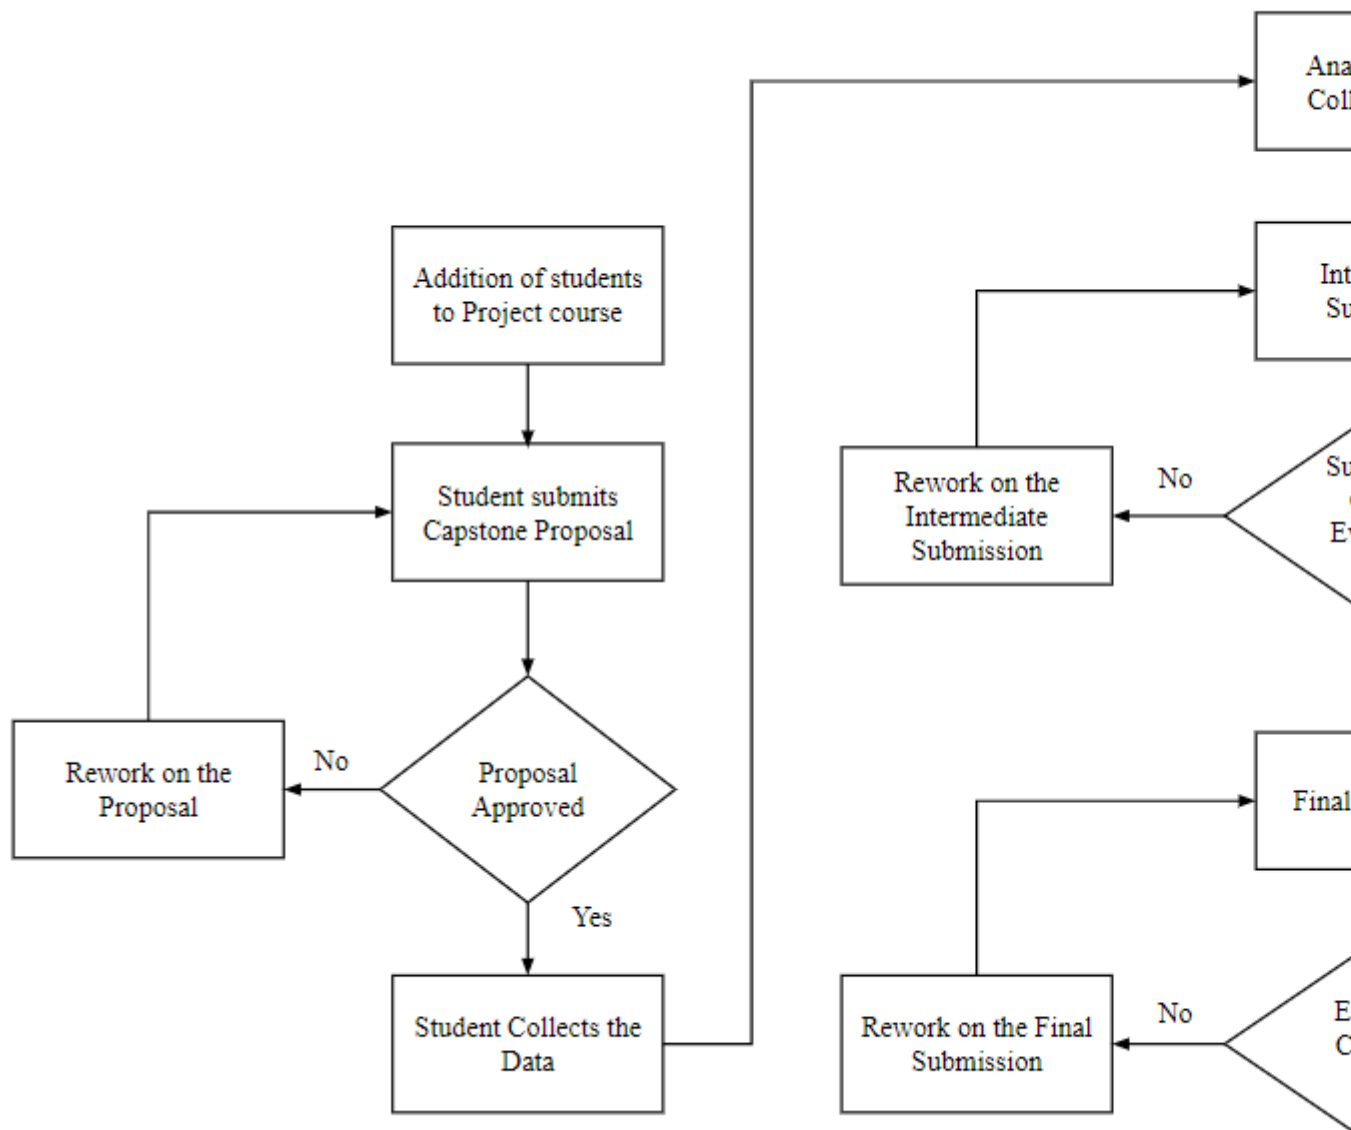 Addition of students
to Project course
Student submits
Capstone Proposal
Rework on the
Proposal
No
Proposal
Approved
Yes
Student Collects the
Data
Rework on the
Intermediate
Submission
No
Final
Rework on the Final
Submission
No